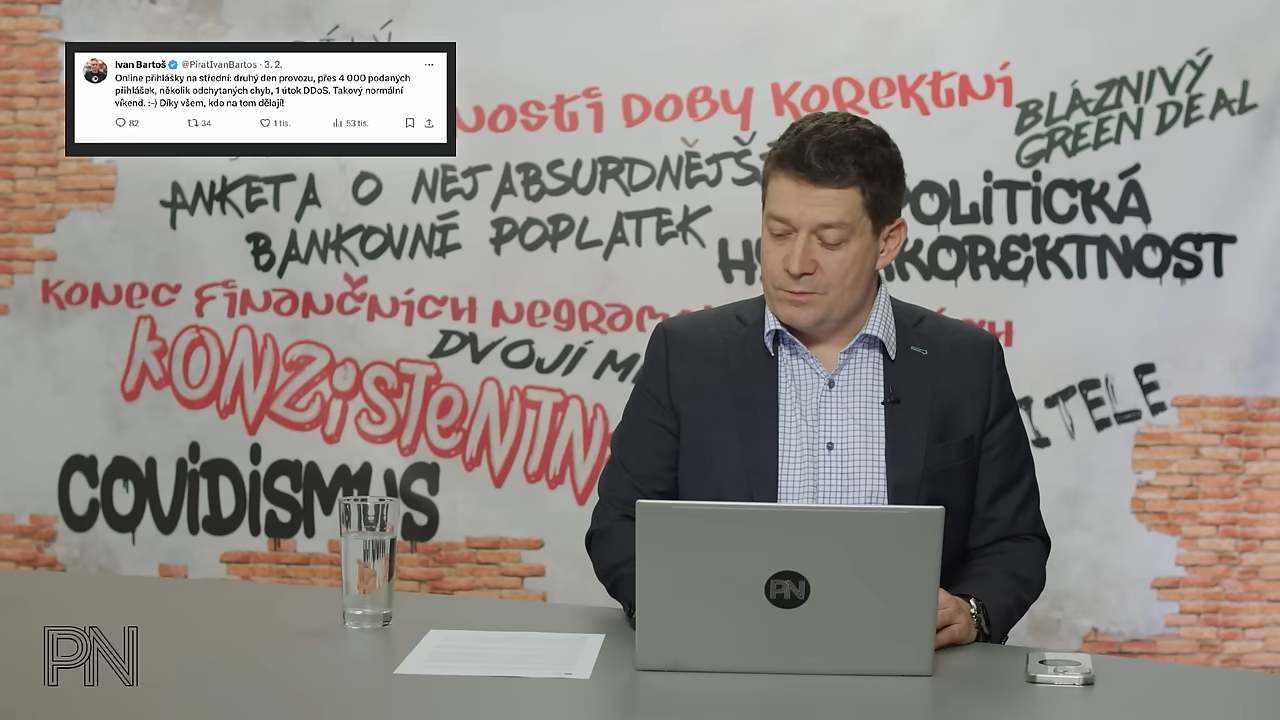 Ivan Bartoš @PiratIvanBartos · 3. 2.
Online přihlášky na střední: druhý den provozu, přes 4 000 podaných
přihlášek, několik odchytaných chyb, 1 útok DDoS. Takový normální
víkend. :-) Díky všem, kdo na tom dělají!
82 34 1 tis. 53 tis.
DOBY KOREKTNÍ
BLÁZNIVÝ
GREEN DEAL
ANKETA O NEJABSURDNĚJŠ
BANKOVNÍ POPLATEK
POLITICKÁ
KOREKTNOST
KONEC FINANČNÍCH
DVOJÍ
KONZISTENTN
COVIDISMUS
PN
PN